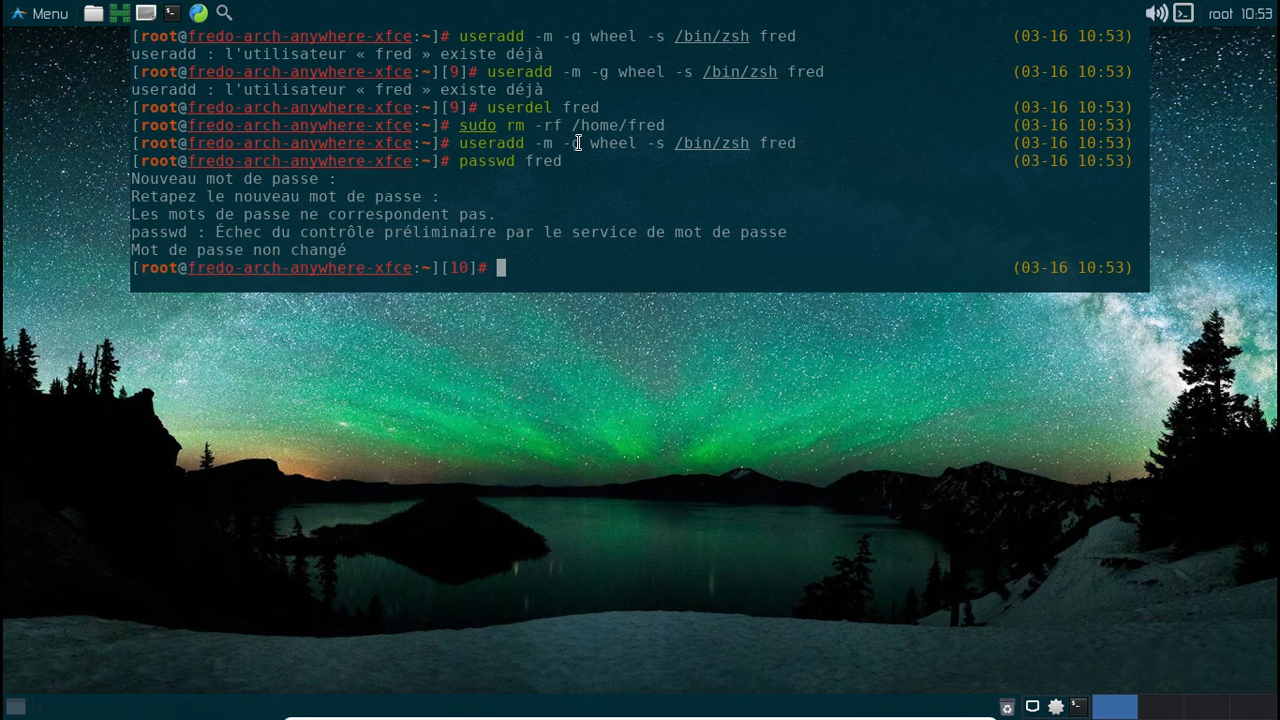 Menu
root 10:53
[root@fredo-arch-anywhere-xfce:~]# useradd -m -g wheel -s /bin/zsh fred (03-16 10:53)
useradd : l'utilisateur « fred » existe déjà
[root@fredo-arch-anywhere-xfce:~][9]# useradd -m -g wheel -s /bin/zsh fred (03-16 10:53)
useradd : l'utilisateur « fred » existe déjà
[root@fredo-arch-anywhere-xfce:~][9]# userdel fred (03-16 10:53)
[root@fredo-arch-anywhere-xfce:~]# sudo rm -rf /home/fred (03-16 10:53)
[root@fredo-arch-anywhere-xfce:~]# useradd -m -g wheel -s /bin/zsh fred (03-16 10:53)
[root@fredo-arch-anywhere-xfce:~]# passwd fred (03-16 10:53)
Nouveau mot de passe :
Retapez le nouveau mot de passe :
Les mots de passe ne correspondent pas.
passwd : Échec du contrôle préliminaire par le service de mot de passe
Mot de passe non changé
[root@fredo-arch-anywhere-xfce:~][10]# (03-16 10:53)